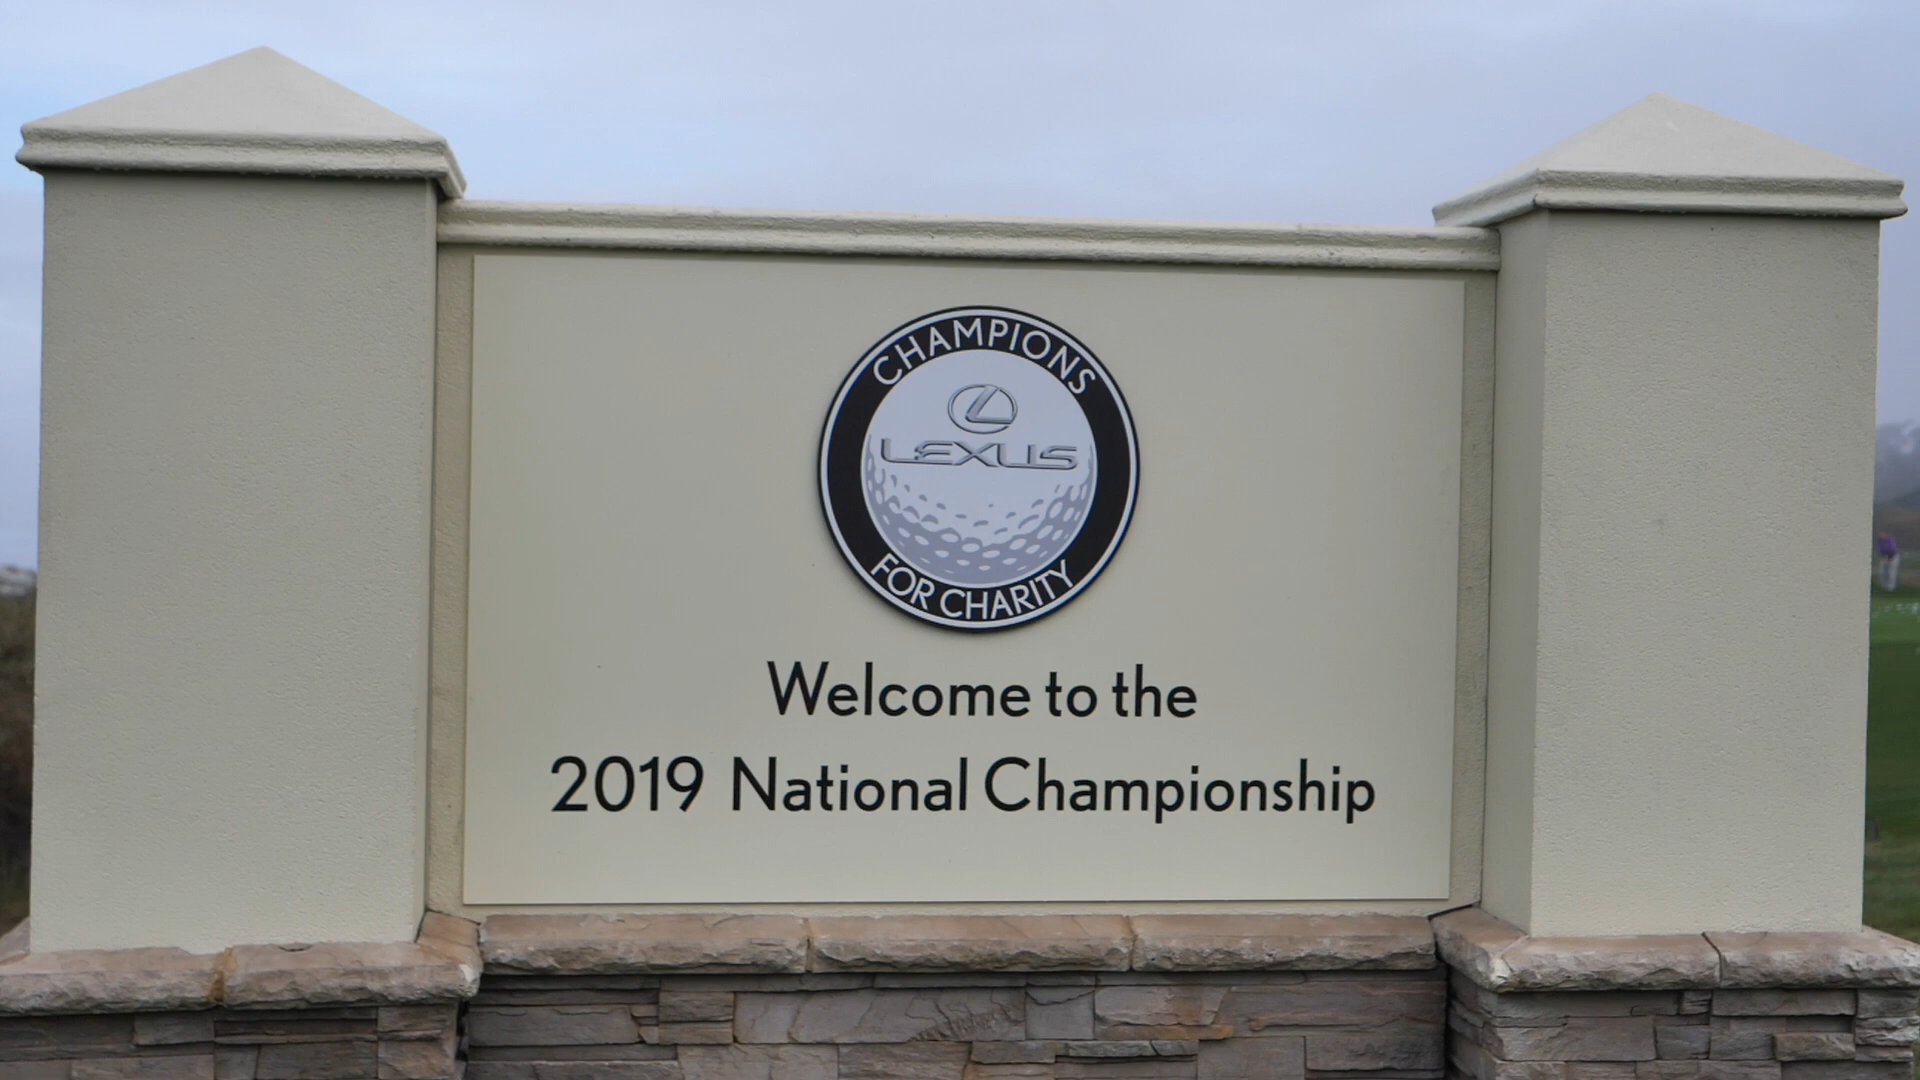 CHAMPIONS
LEXUS
FOR CHARITY
Welcome to the
2019 National Championship